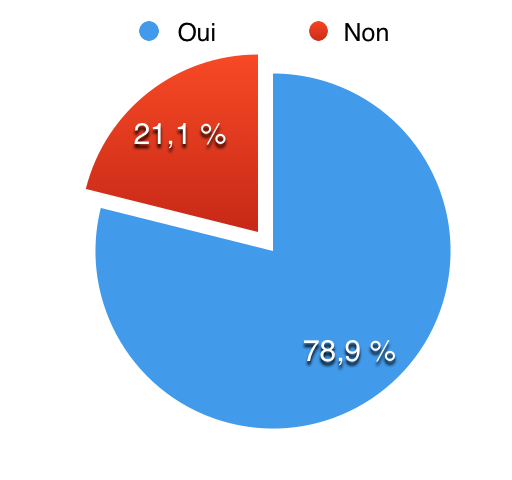 Oui Non
21,1 %
78,9 %